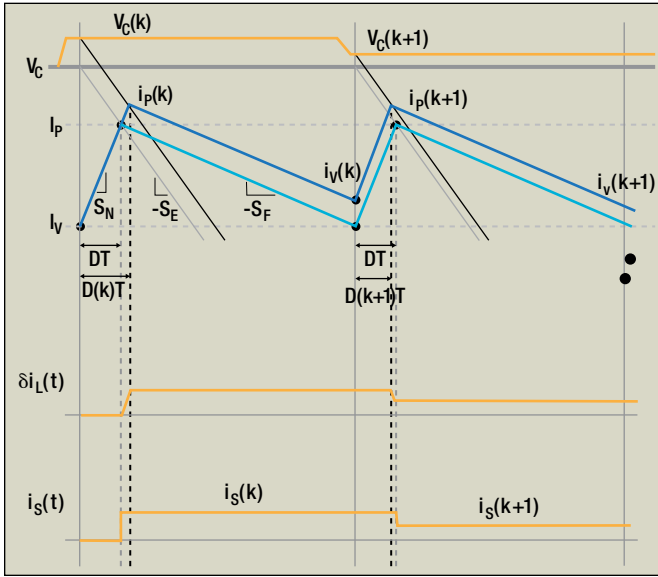 V_C(k)
V_C(k+1)
V_C
i_P(k)
i_P(k+1)
I_P
i_V(k)
i_V(k+1)
S_N
-S_E
-S_F
I_V
DT
DT
D(k)T
D(k+1)T
δi_L(t)
i_S(k)
i_S(k+1)
i_S(t)